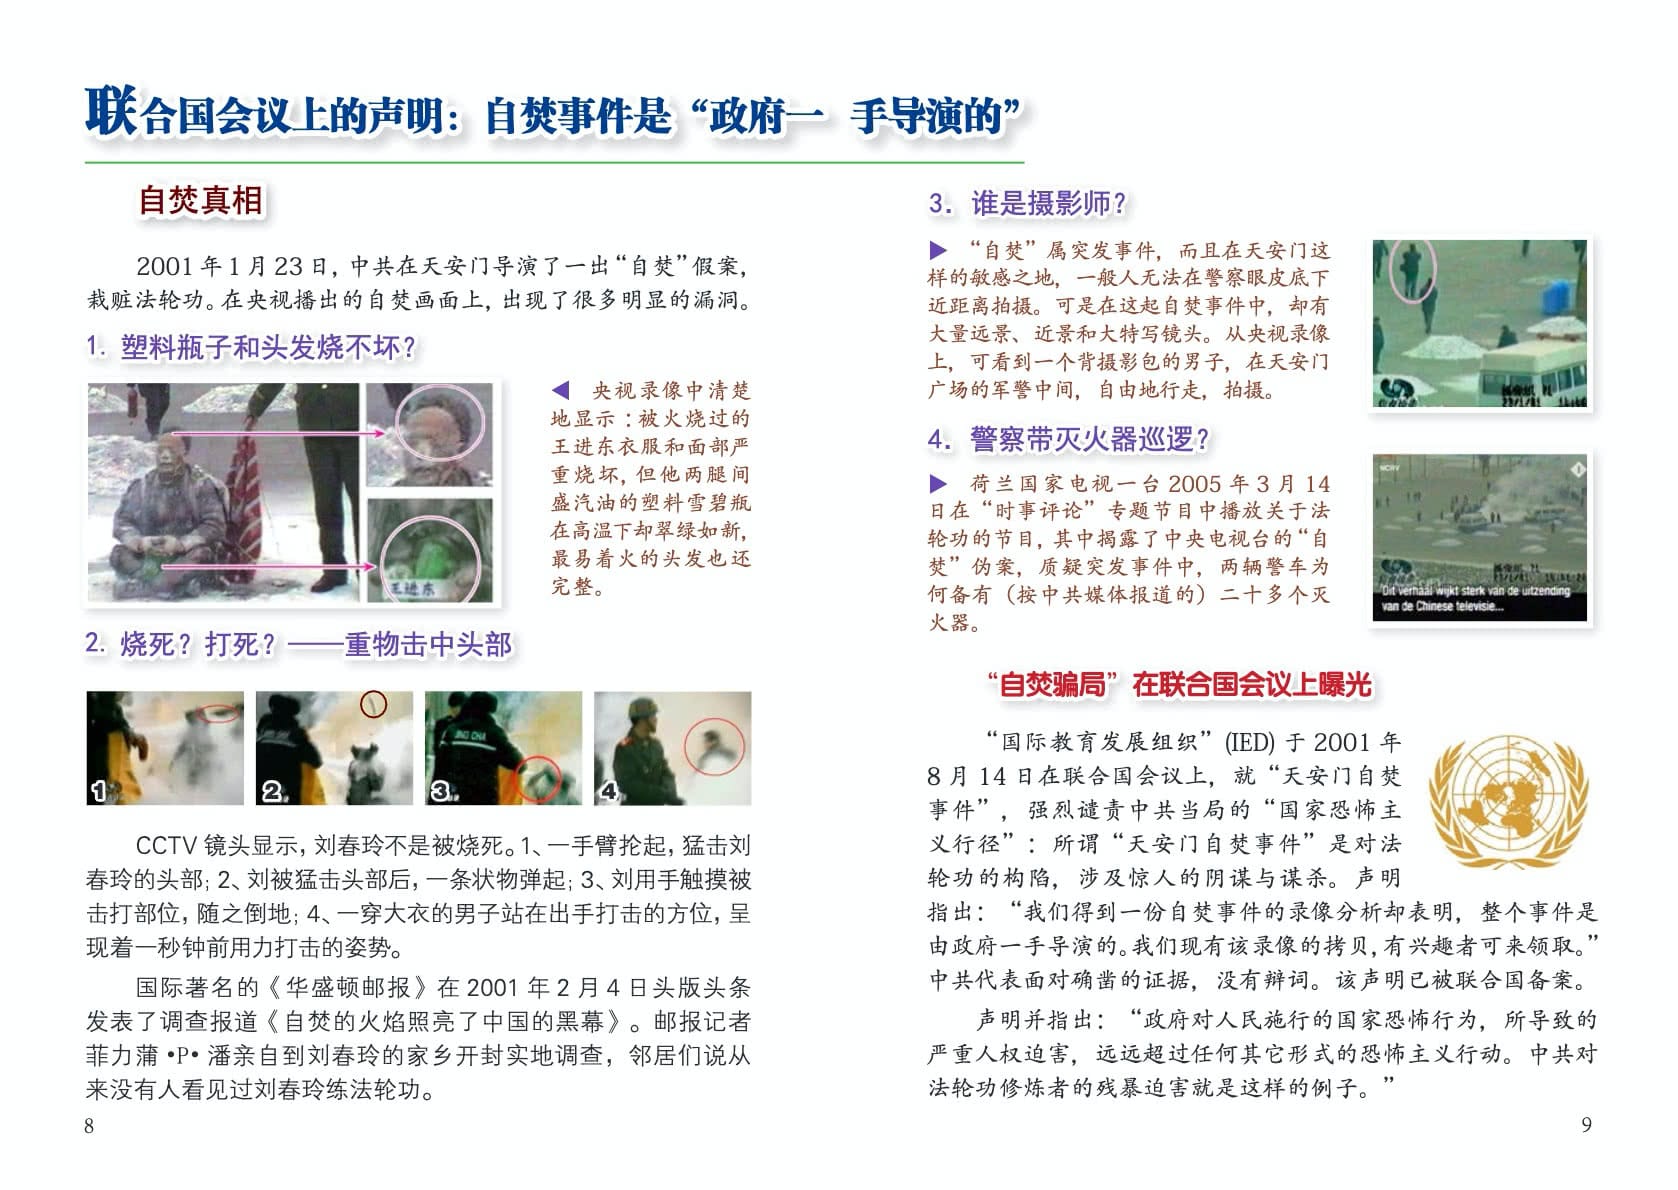 联合国会议上的声明：自焚事件是“政府一 手导演的”
自焚真相
2001年1月23日，中共在天安门导演了一出“自焚”假案，
栽赃法轮功。在央视播出的自焚画面上，出现了很多明显的漏洞。
1. 塑料瓶子和头发烧不坏？
王进东
◀ 央视录像中清楚
地显示：被火烧过的
王进东衣服和面部严
重烧坏，但他两腿间
盛汽油的塑料雪碧瓶
在高温下却翠绿如新，
最易着火的头发也还
完整。
2. 烧死？打死？——重物击中头部
1
2
3
4
CCTV 镜头显示，刘春玲不是被烧死。1、一手臂抡起，猛击刘
春玲的头部；2、刘被猛击头部后，一条状物弹起；3、刘用手触摸被
击打部位，随之倒地；4、一穿大衣的男子站在出手打击的方位，呈
现着一秒钟前用力打击的姿势。
国际著名的《华盛顿邮报》在 2001 年 2 月 4 日头版头条
发表了调查报道《自焚的火焰照亮了中国的黑幕》。邮报记者
菲力蒲•P•潘亲自到刘春玲的家乡开封实地调查，邻居们说从
来没有人看见过刘春玲练法轮功。
8
3. 谁是摄影师？
▶ “自焚”属突发事件，而且在天安门这
样的敏感之地，一般人无法在警察眼皮底下
近距离拍摄。可是在这起自焚事件中，却有
大量远景、近景和大特写镜头。从央视录像
上，可看到一个背摄影包的男子，在天安门
广场的军警中间，自由地行走，拍摄。
4. 警察带灭火器巡逻？
▶ 荷兰国家电视一台 2005 年 3 月 14
日在“时事评论”专题节目中播放关于法
轮功的节目，其中揭露了中央电视台的“自
焚”伪案，质疑突发事件中，两辆警车为
何备有（按中共媒体报道的）二十多个灭
火器。
NCRV
Dit verhaal wijkt sterk van de uitzending
van de Chinese televisie...
“自焚骗局”在联合国会议上曝光
“国际教育发展组织”(IED) 于 2001 年
8 月 14 日在联合国会议上，就“天安门自焚
事件”，强烈谴责中共当局的“国家恐怖主
义行径”：所谓“天安门自焚事件”是对法
轮功的构陷，涉及惊人的阴谋与谋杀。声明
指出：“我们得到一份自焚事件的录像分析却表明，整个事件是
由政府一手导演的。我们现有该录像的拷贝，有兴趣者可来领取。”
中共代表面对确凿的证据，没有辩词。该声明已被联合国备案。
声明并指出：“政府对人民施行的国家恐怖行为，所导致的
严重人权迫害，远远超过任何其它形式的恐怖主义行动。中共对
法轮功修炼者的残暴迫害就是这样的例子。”
9